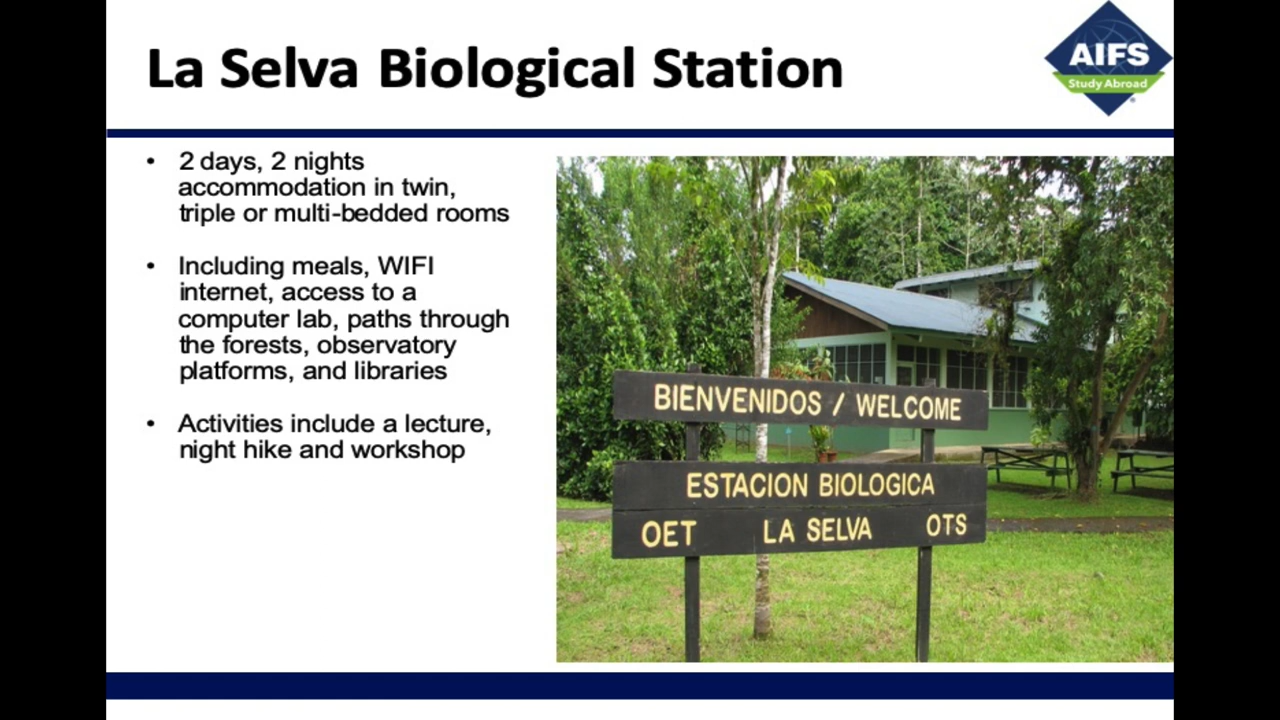 La Selva Biological Station
AIFS
Study Abroad
• 2 days, 2 nights
accommodation in twin,
triple or multi-bedded rooms
• Including meals, WIFI
internet, access to a
computer lab, paths through
the forests, observatory
platforms, and libraries
• Activities include a lecture,
night hike and workshop
BIENVENIDOS / WELCOME
ESTACION BIOLOGICA
OET LA SELVA OTS